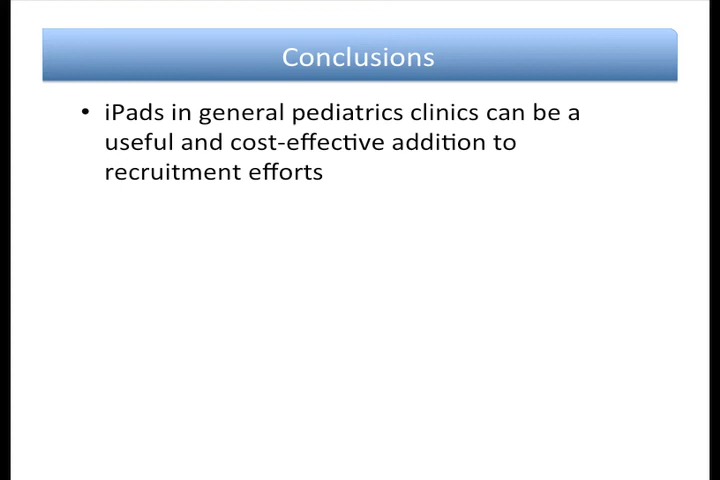 Conclusions
• iPads in general pediatrics clinics can be a
useful and cost-effective addition to
recruitment efforts